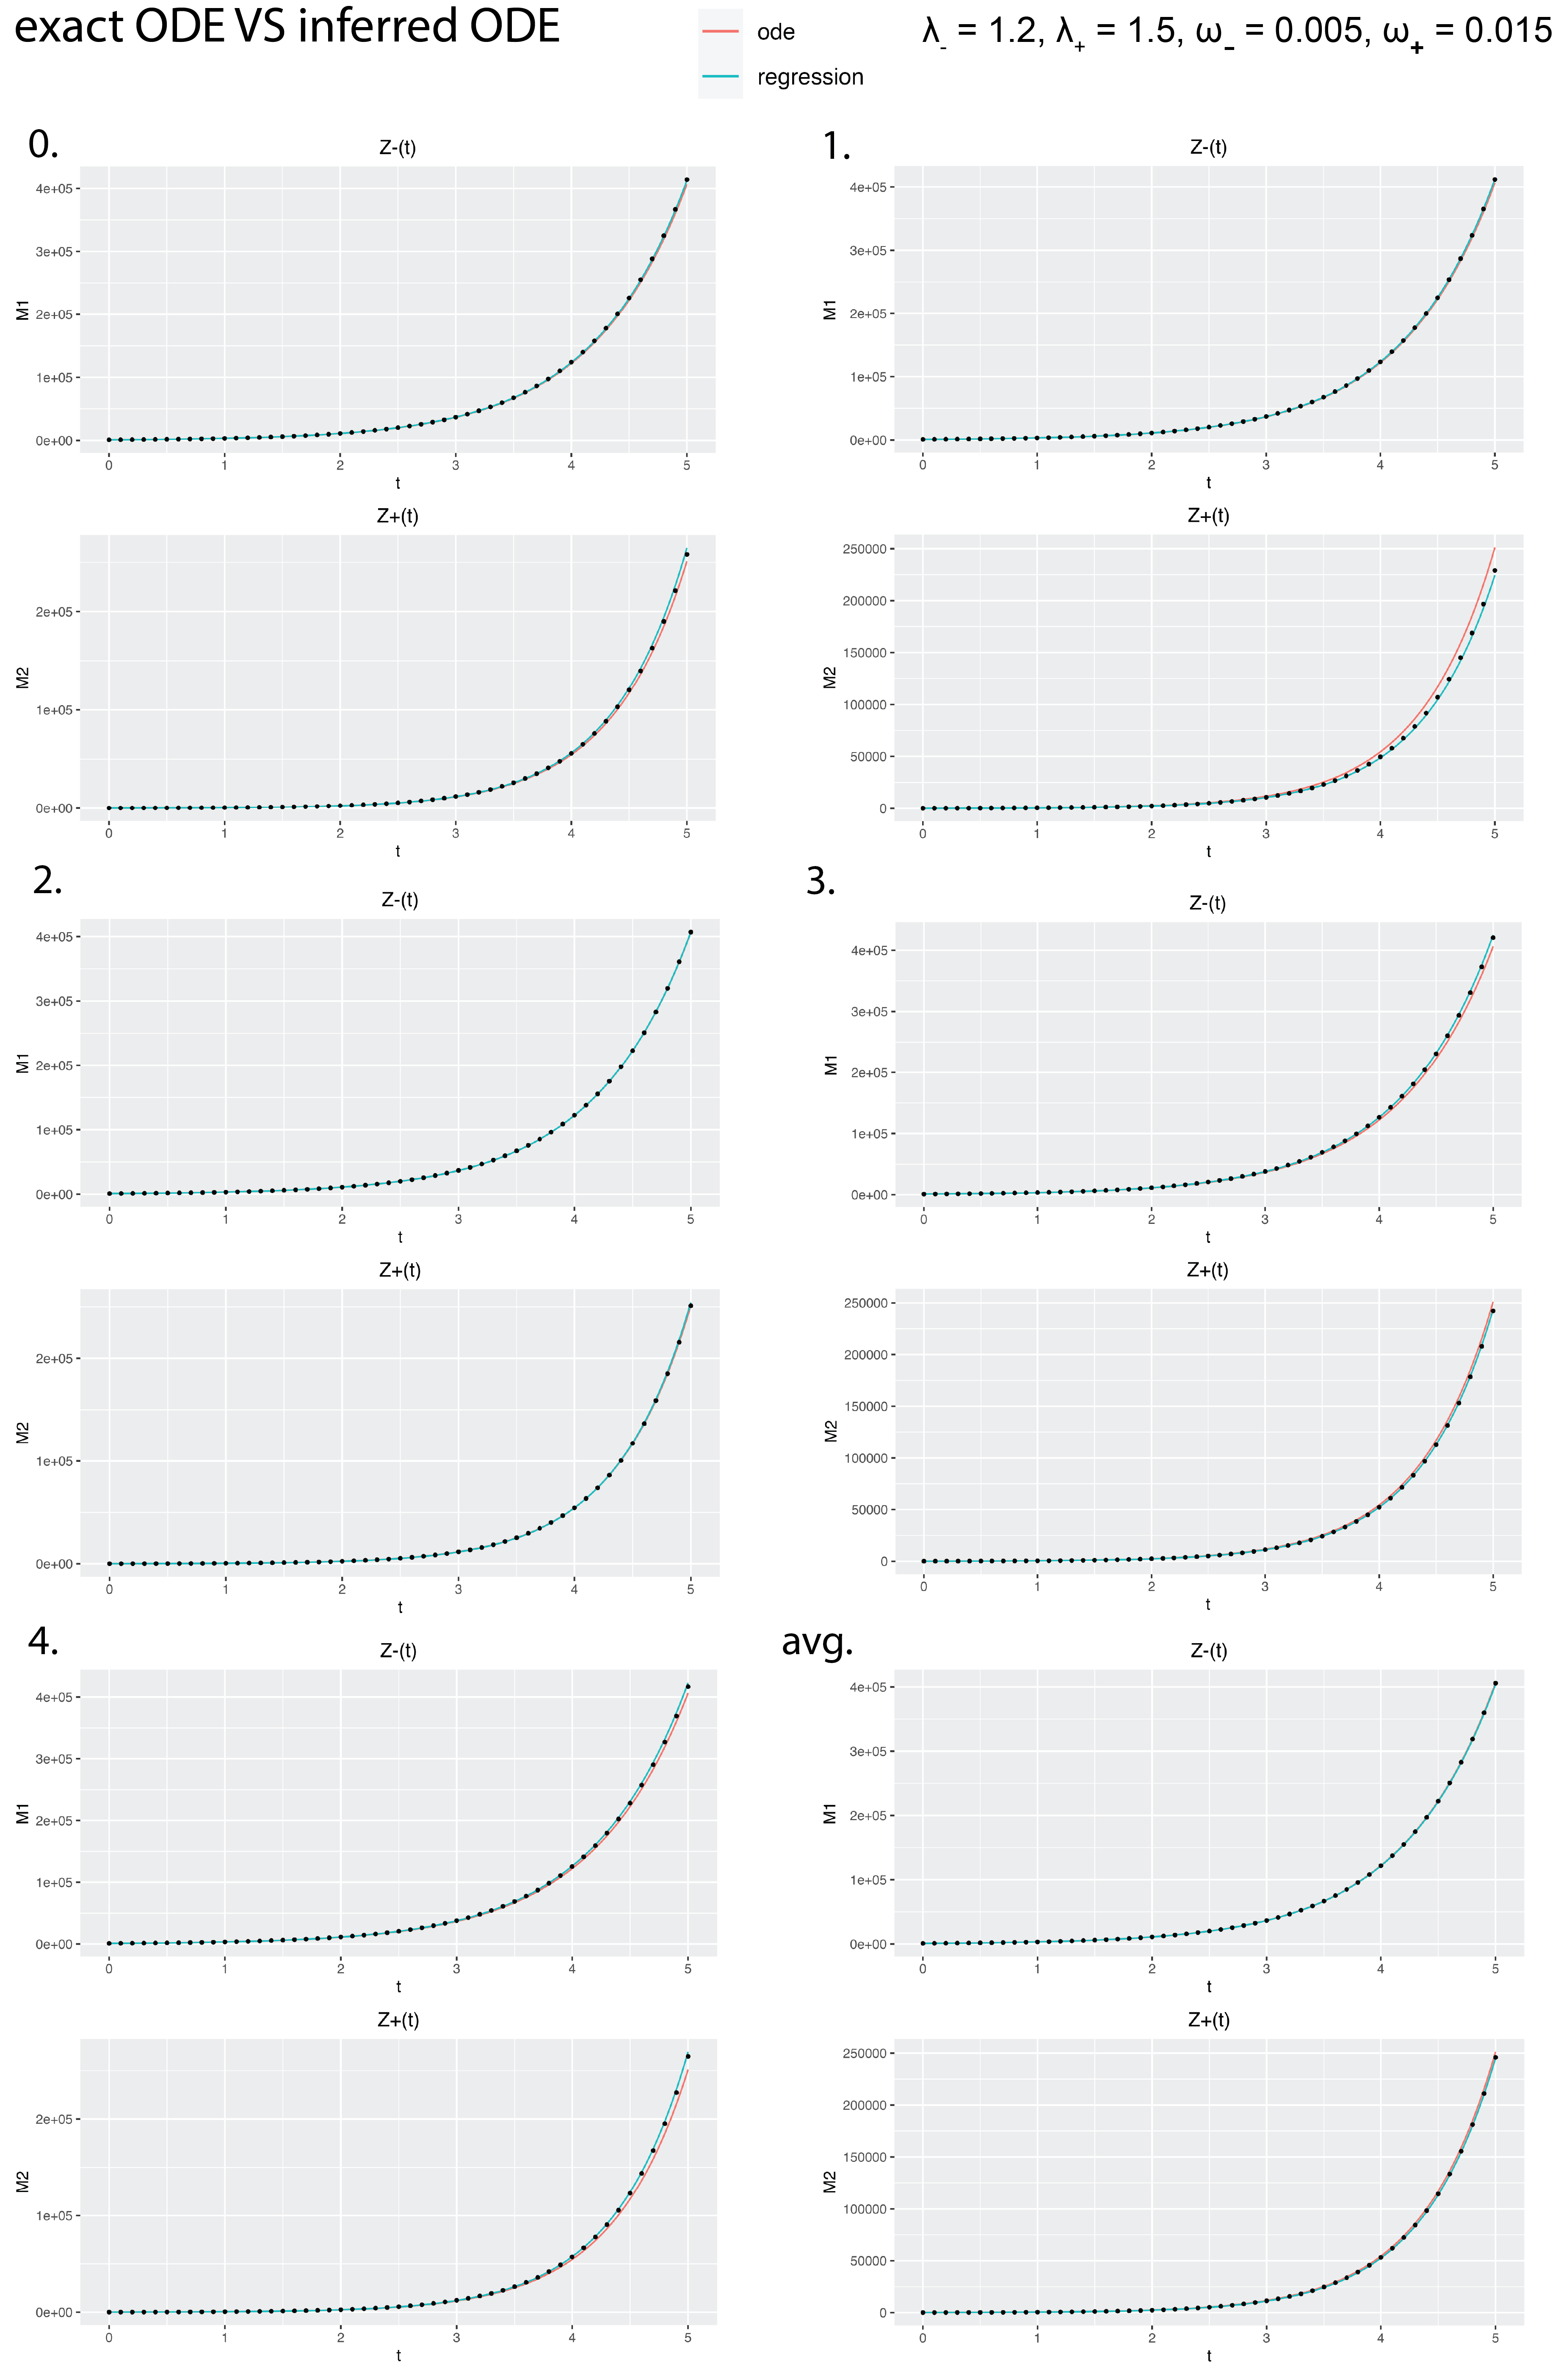 exact ODE VS inferred ODE
ode
regression
λ- = 1.2, λ+ = 1.5, ω- = 0.005, ω+ = 0.015
0.
Z-(t)
4e+05
3e+05
2e+05
1e+05
0e+00
M1
0 1 2 3 4 5
t
Z+(t)
2e+05
1e+05
0e+00
M2
0 1 2 3 4 5
t
1.
Z-(t)
4e+05
3e+05
2e+05
1e+05
0e+00
M1
0 1 2 3 4 5
t
Z+(t)
250000
200000
150000
100000
50000
0
M2
0 1 2 3 4 5
t
2.
Z-(t)
4e+05
3e+05
2e+05
1e+05
0e+00
M1
0 1 2 3 4 5
t
Z+(t)
2e+05
1e+05
0e+00
M2
0 1 2 3 4 5
t
3.
Z-(t)
4e+05
3e+05
2e+05
1e+05
0e+00
M1
0 1 2 3 4 5
t
Z+(t)
250000
200000
150000
100000
50000
0
M2
0 1 2 3 4 5
t
4.
Z-(t)
4e+05
3e+05
2e+05
1e+05
0e+00
M1
0 1 2 3 4 5
t
Z+(t)
2e+05
1e+05
0e+00
M2
0 1 2 3 4 5
t
avg.
Z-(t)
4e+05
3e+05
2e+05
1e+05
0e+00
M1
0 1 2 3 4 5
t
Z+(t)
250000
200000
150000
100000
50000
0
M2
0 1 2 3 4 5
t